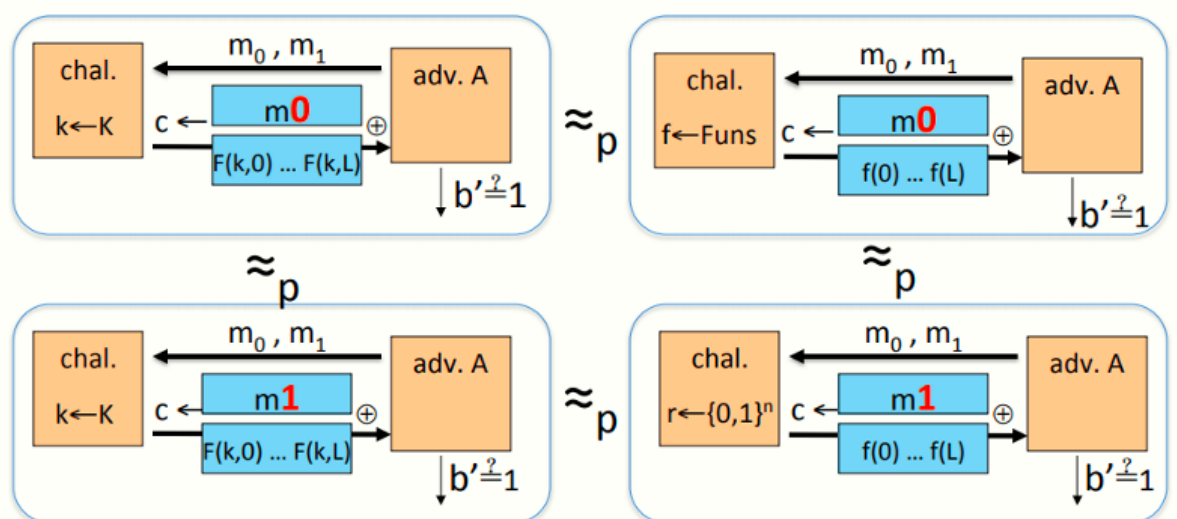 m₀ , m₁
chal.
k←K
adv. A
c ←
m0
⊕
F(k,0) ... F(k,L)
b'≟1
≈p
m₀ , m₁
chal.
f←Funs
adv. A
c ←
m0
⊕
f(0) ... f(L)
b'≟1
≈p
≈p
m₀ , m₁
chal.
k←K
adv. A
c ←
m1
⊕
F(k,0) ... F(k,L)
b'≟1
≈p
m₀ , m₁
chal.
r←{0,1}ⁿ
adv. A
c ←
m1
⊕
f(0) ... f(L)
b'≟1